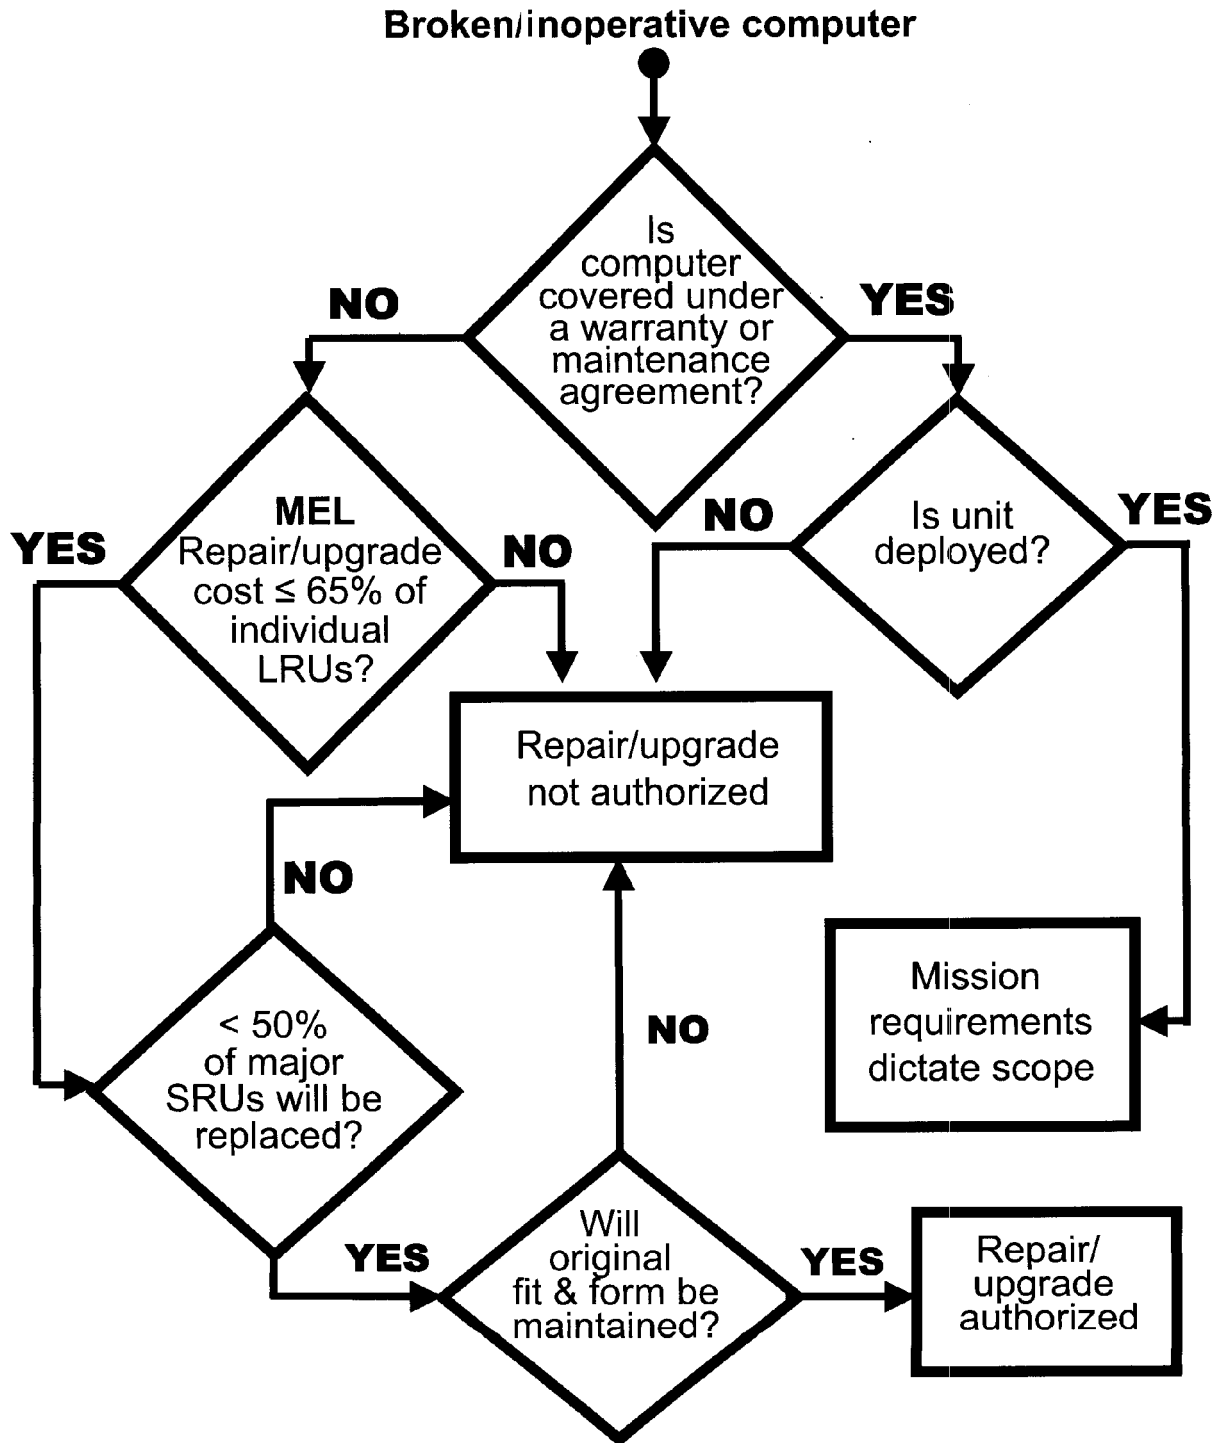 Broken/inoperative computer
Is
computer
covered under
a warranty or
maintenance
agreement?
NO
YES
MEL
Repair/upgrade
cost ≤ 65% of
individual
LRUs?
YES
NO
Is unit
deployed?
NO
YES
Repair/upgrade
not authorized
NO
< 50%
of major
SRUs will be
replaced?
NO
Mission
requirements
dictate scope
YES
Will
original
fit & form be
maintained?
YES
Repair/
upgrade
authorized